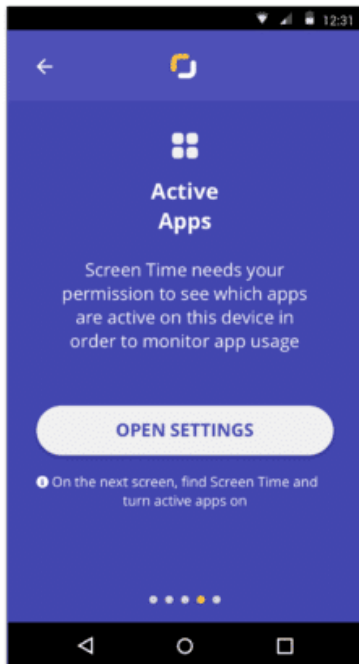 12:31
Active
Apps
Screen Time needs your
permission to see which apps
are active on this device in
order to monitor app usage
OPEN SETTINGS
On the next screen, find Screen Time and
turn active apps on